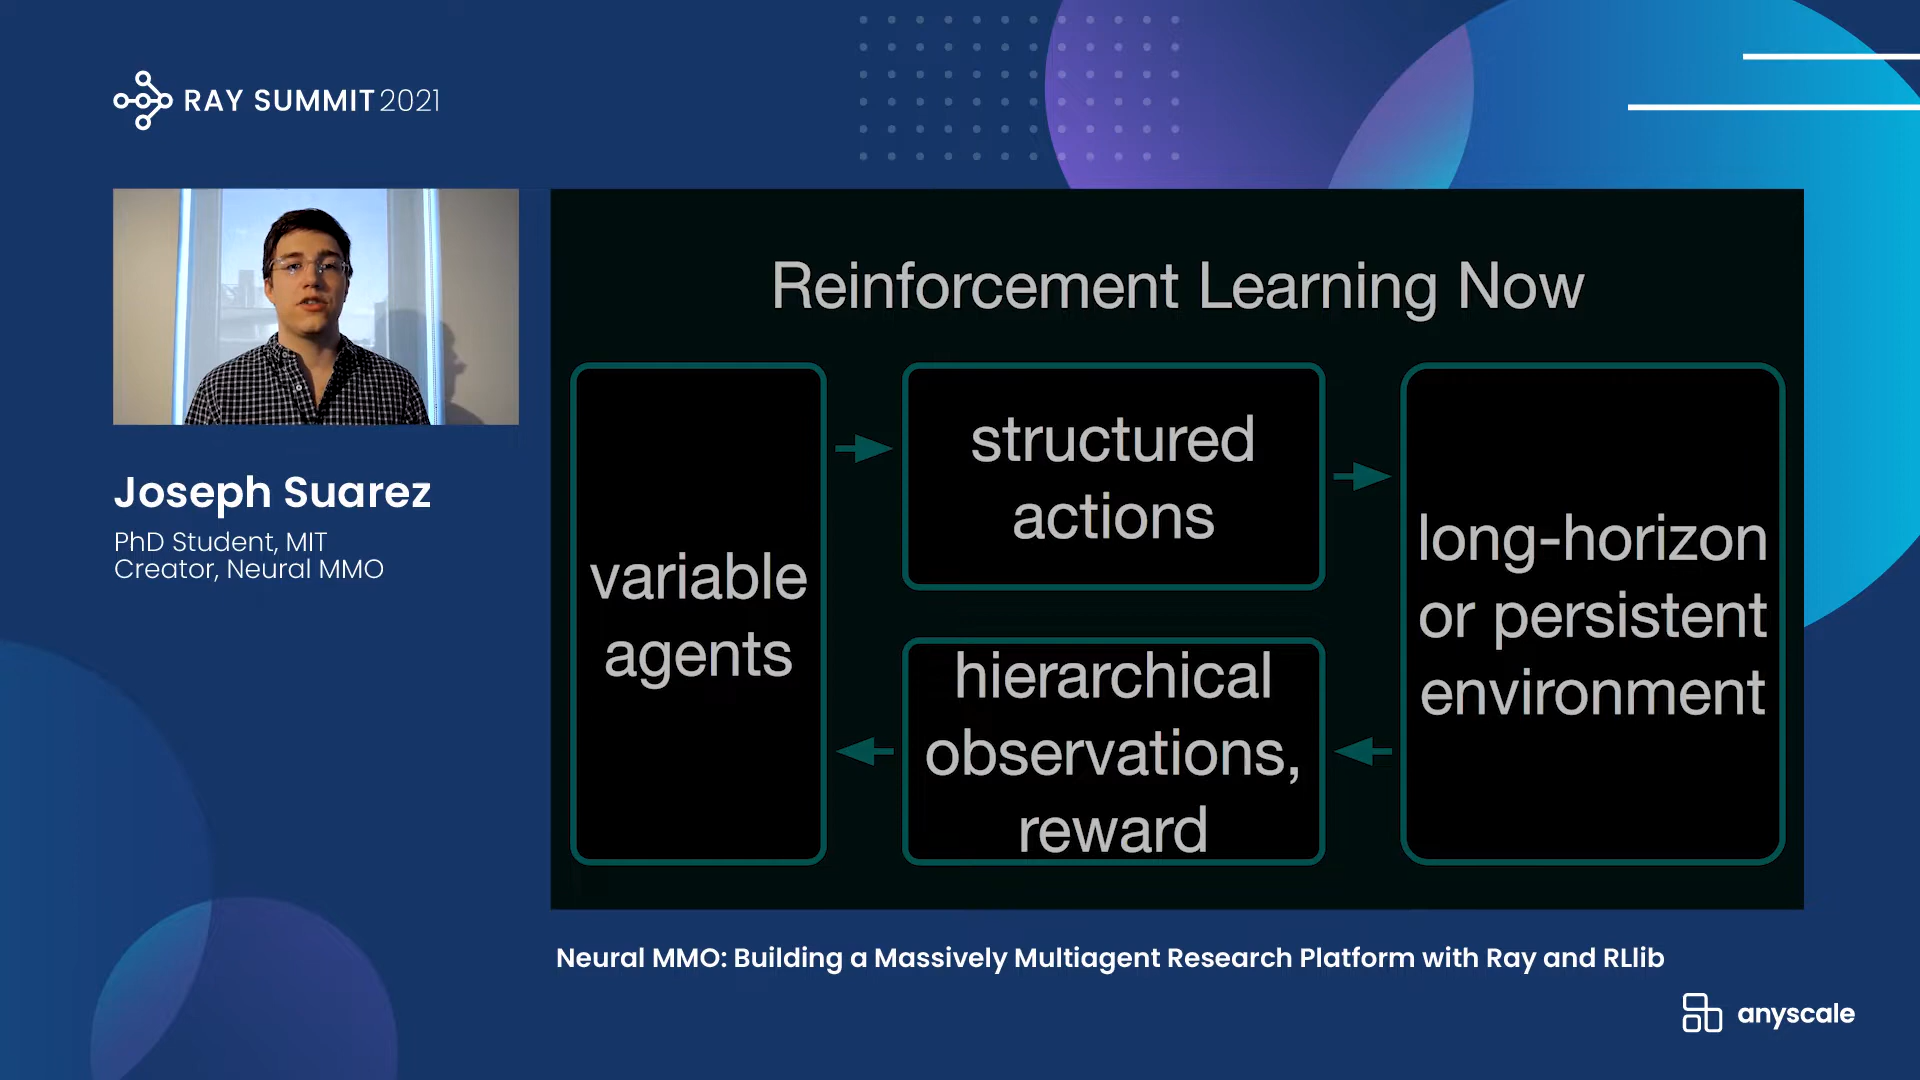 RAY SUMMIT 2021
Joseph Suarez
PhD Student, MIT
Creator, Neural MMO
Reinforcement Learning Now
variable
agents
structured
actions
hierarchical
observations,
reward
long-horizon
or persistent
environment
Neural MMO: Building a Massively Multiagent Research Platform with Ray and RLlib
anyscale